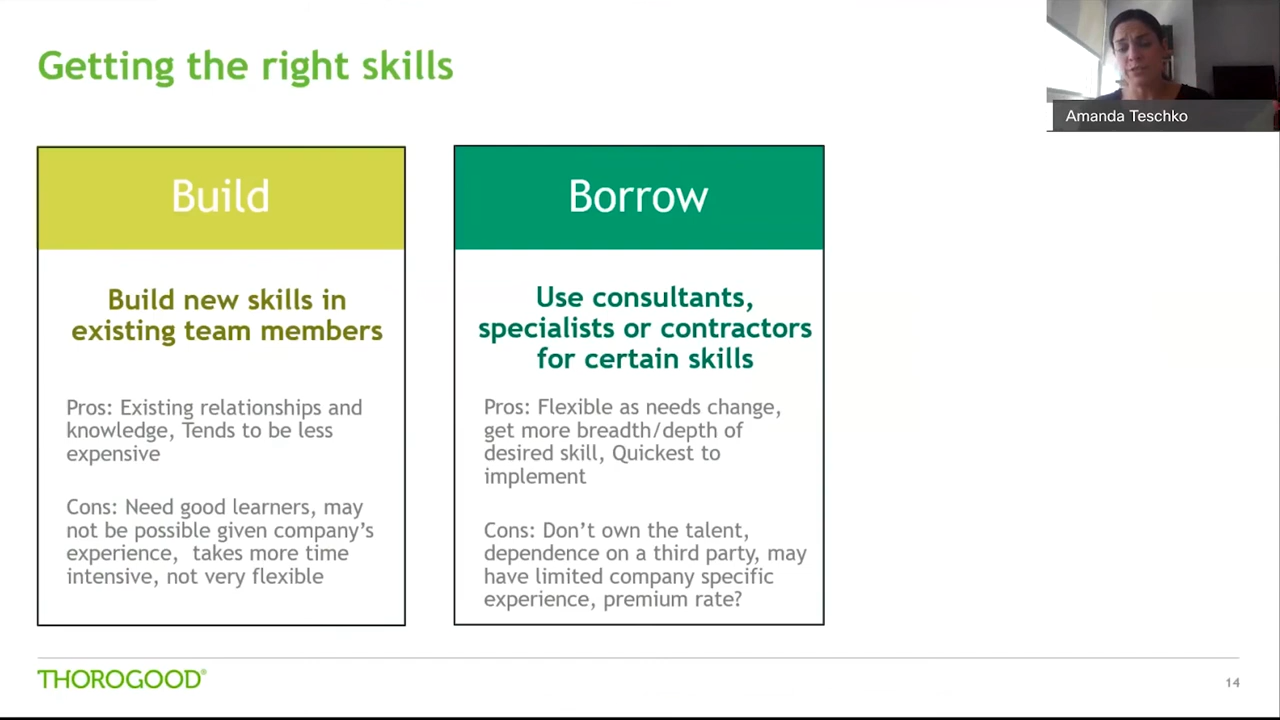 Getting the right skills
Amanda Teschko
Build
Build new skills in
existing team members
Pros: Existing relationships and
knowledge, Tends to be less
expensive
Cons: Need good learners, may
not be possible given company’s
experience,  takes more time
intensive, not very flexible
Borrow
Use consultants,
specialists or contractors
for certain skills
Pros: Flexible as needs change,
get more breadth/depth of
desired skill, Quickest to
implement
Cons: Don’t own the talent,
dependence on a third party, may
have limited company specific
experience, premium rate?
THOROGOOD®
14